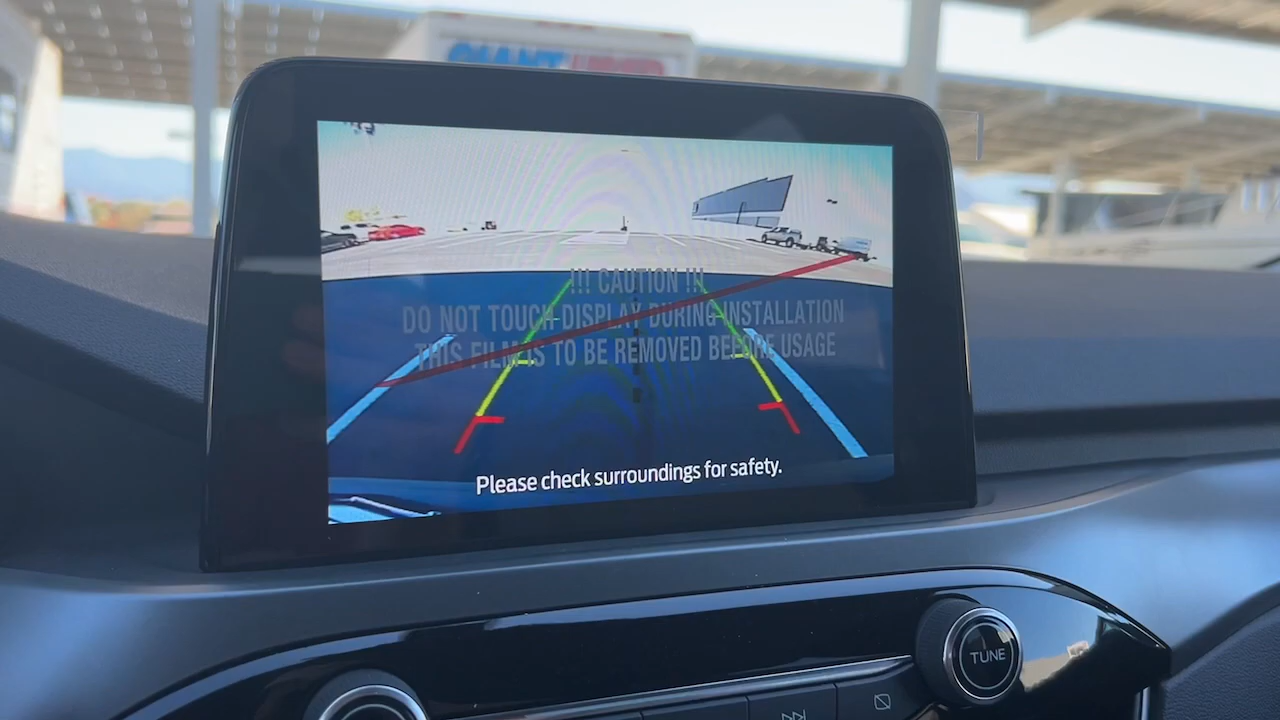 !!! CAUTION !!!
DO NOT TOUCH DISPLAY DURING INSTALLATION
THIS FILM IS TO BE REMOVED BEFORE USAGE
Please check surroundings for safety.
TUNE